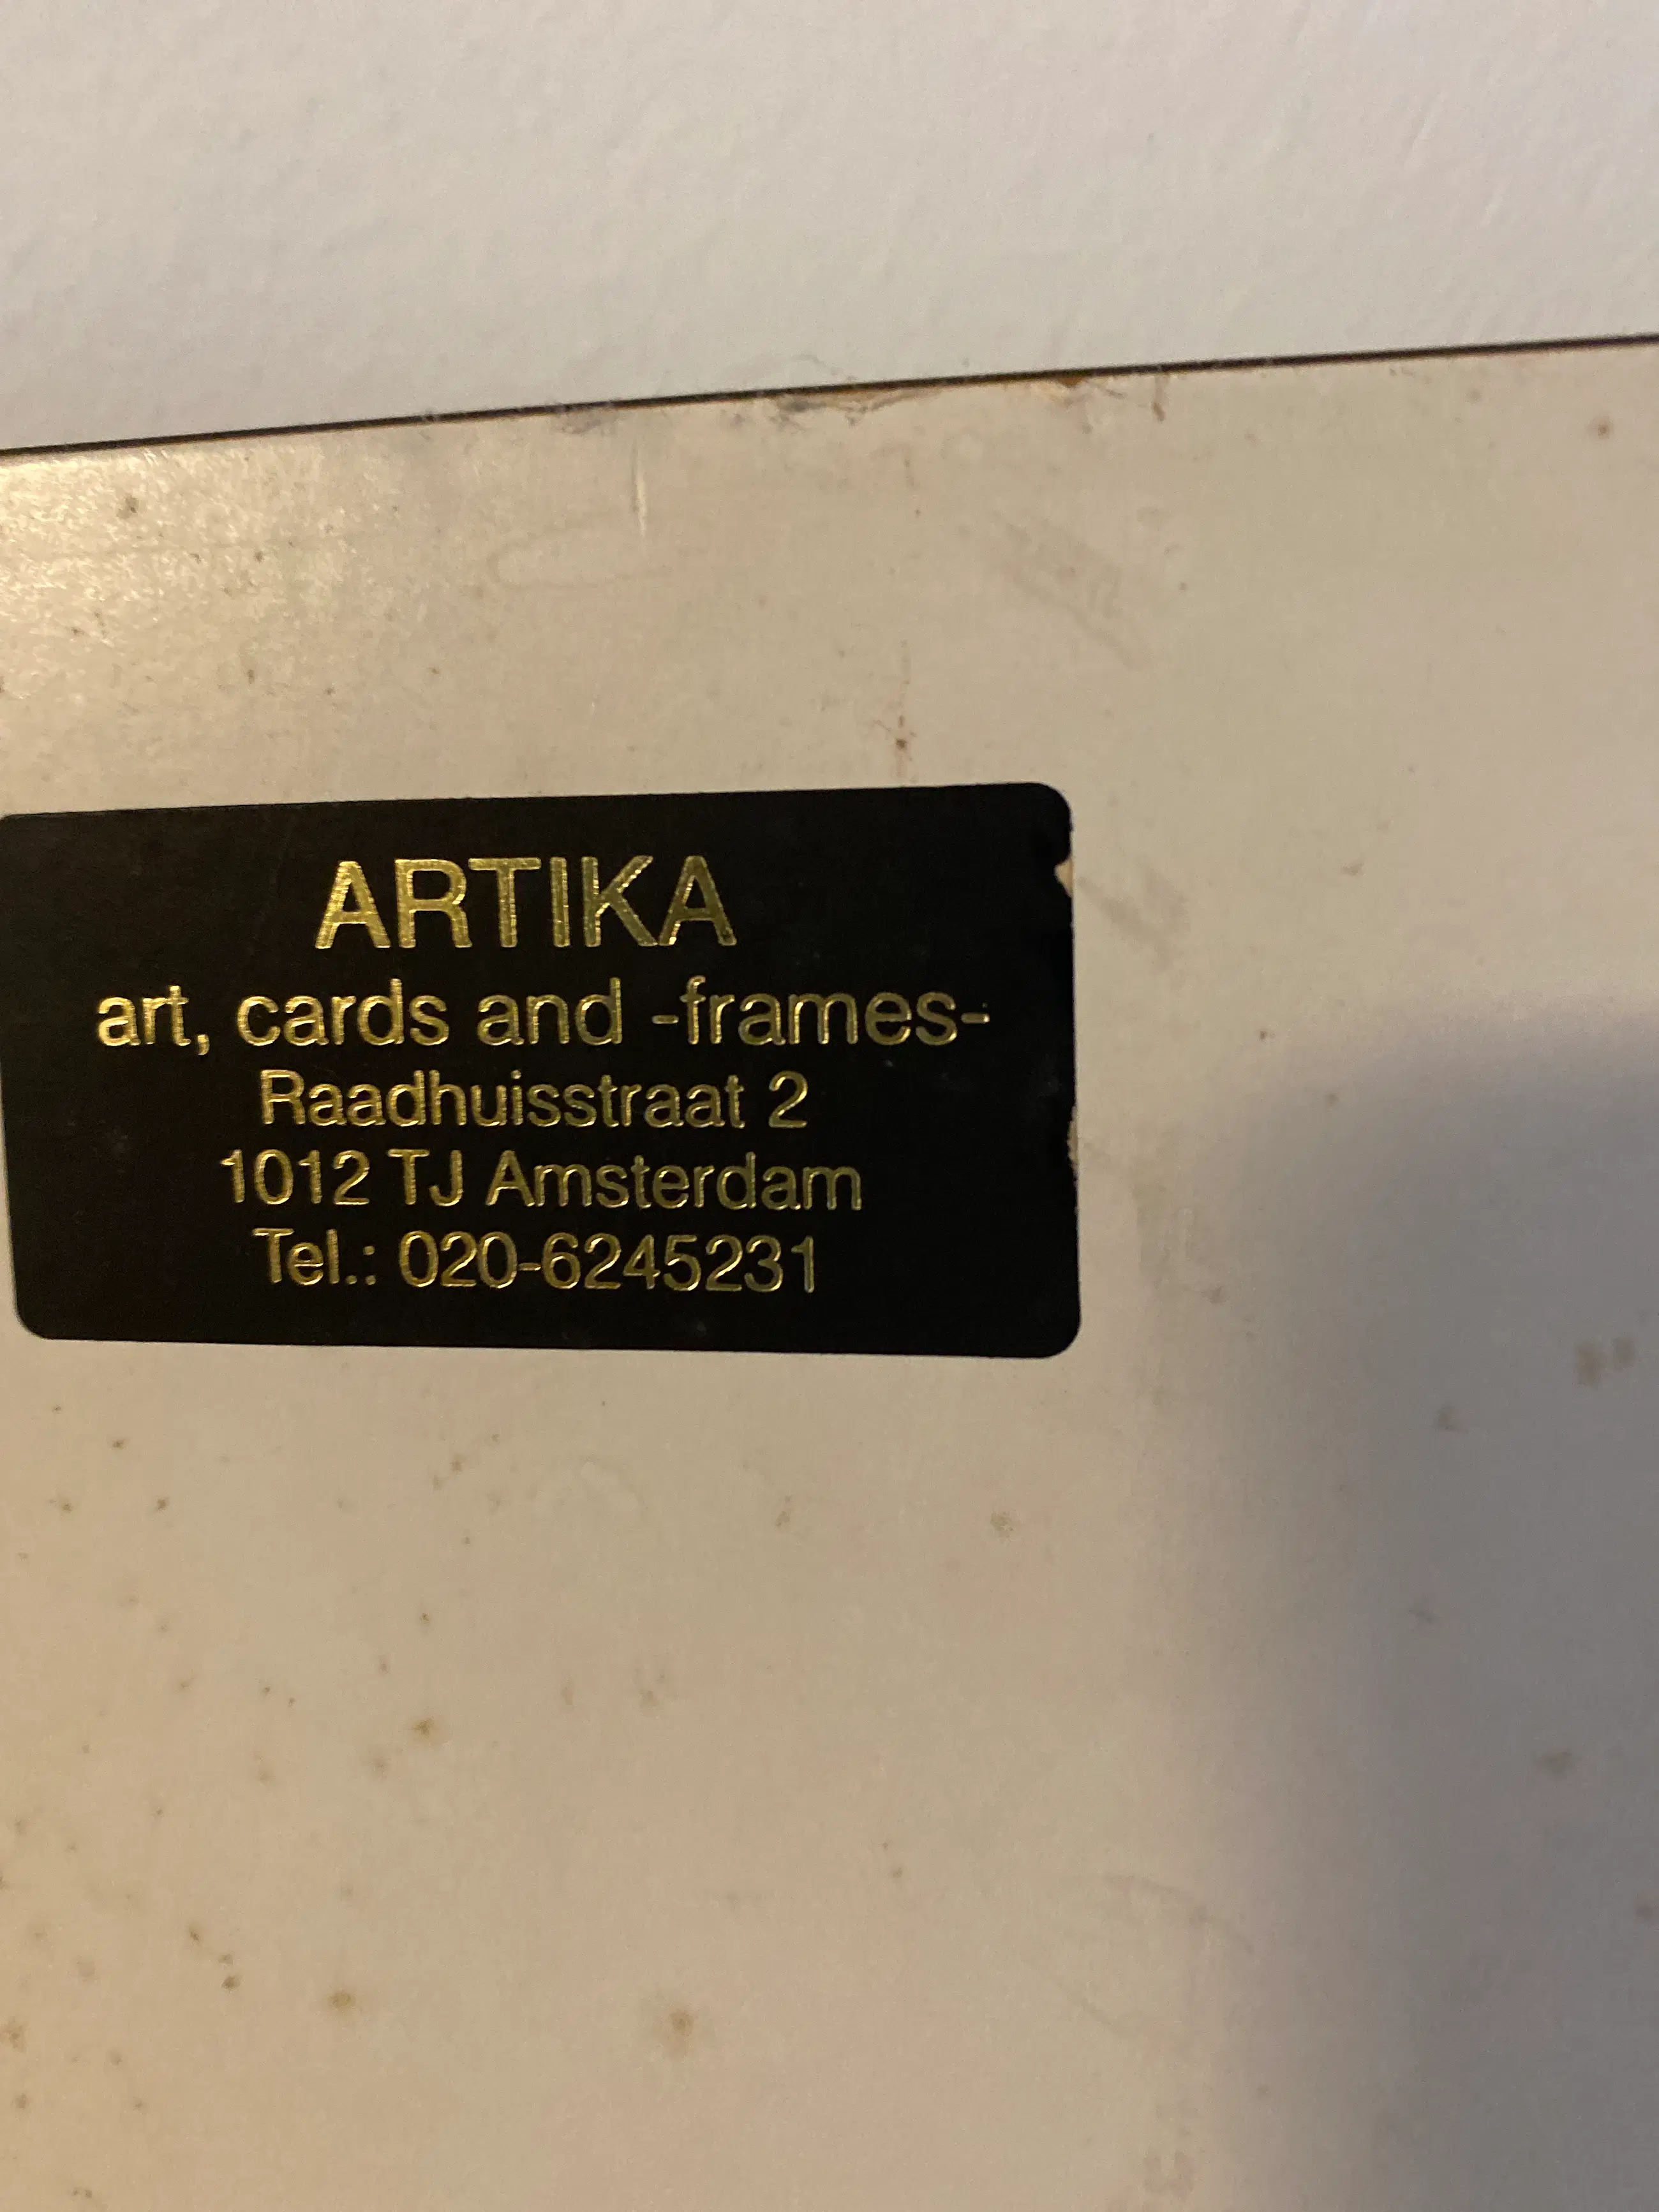 ARTIKA
art, cards and -frames-
Raadhuisstraat 2
1012 TJ Amsterdam
Tel.: 020-6245231